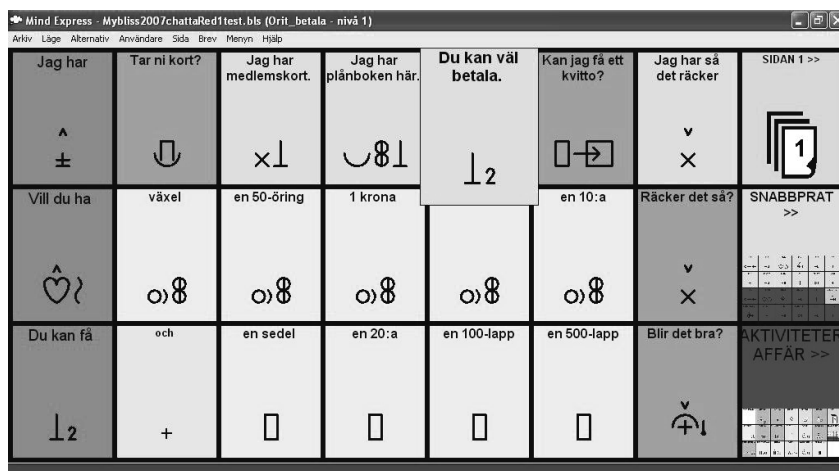 Mind Express - Mybliss2007chattaRed1test.bls (Orit_betala - nivå 1)
Arkiv Läge Alternativ Användare Sida Brev Menyn Hjälp
Jag har
Tar ni kort?
Jag har
medlemskort.
Jag har
plånboken här.
Du kan väl
betala.
2
Kan jag få ett
kvitto?
Jag har så
det räcker
SIDAN 1 >>
1
Vill du ha
växel
en 50-öring
1 krona
en 10:a
Räcker det så?
SNABBPRAT
>>
Du kan få
2
och
+
en sedel
en 20:a
en 100-lapp
en 500-lapp
Blir det bra?
AKTIVITETER
AFFÄR >>